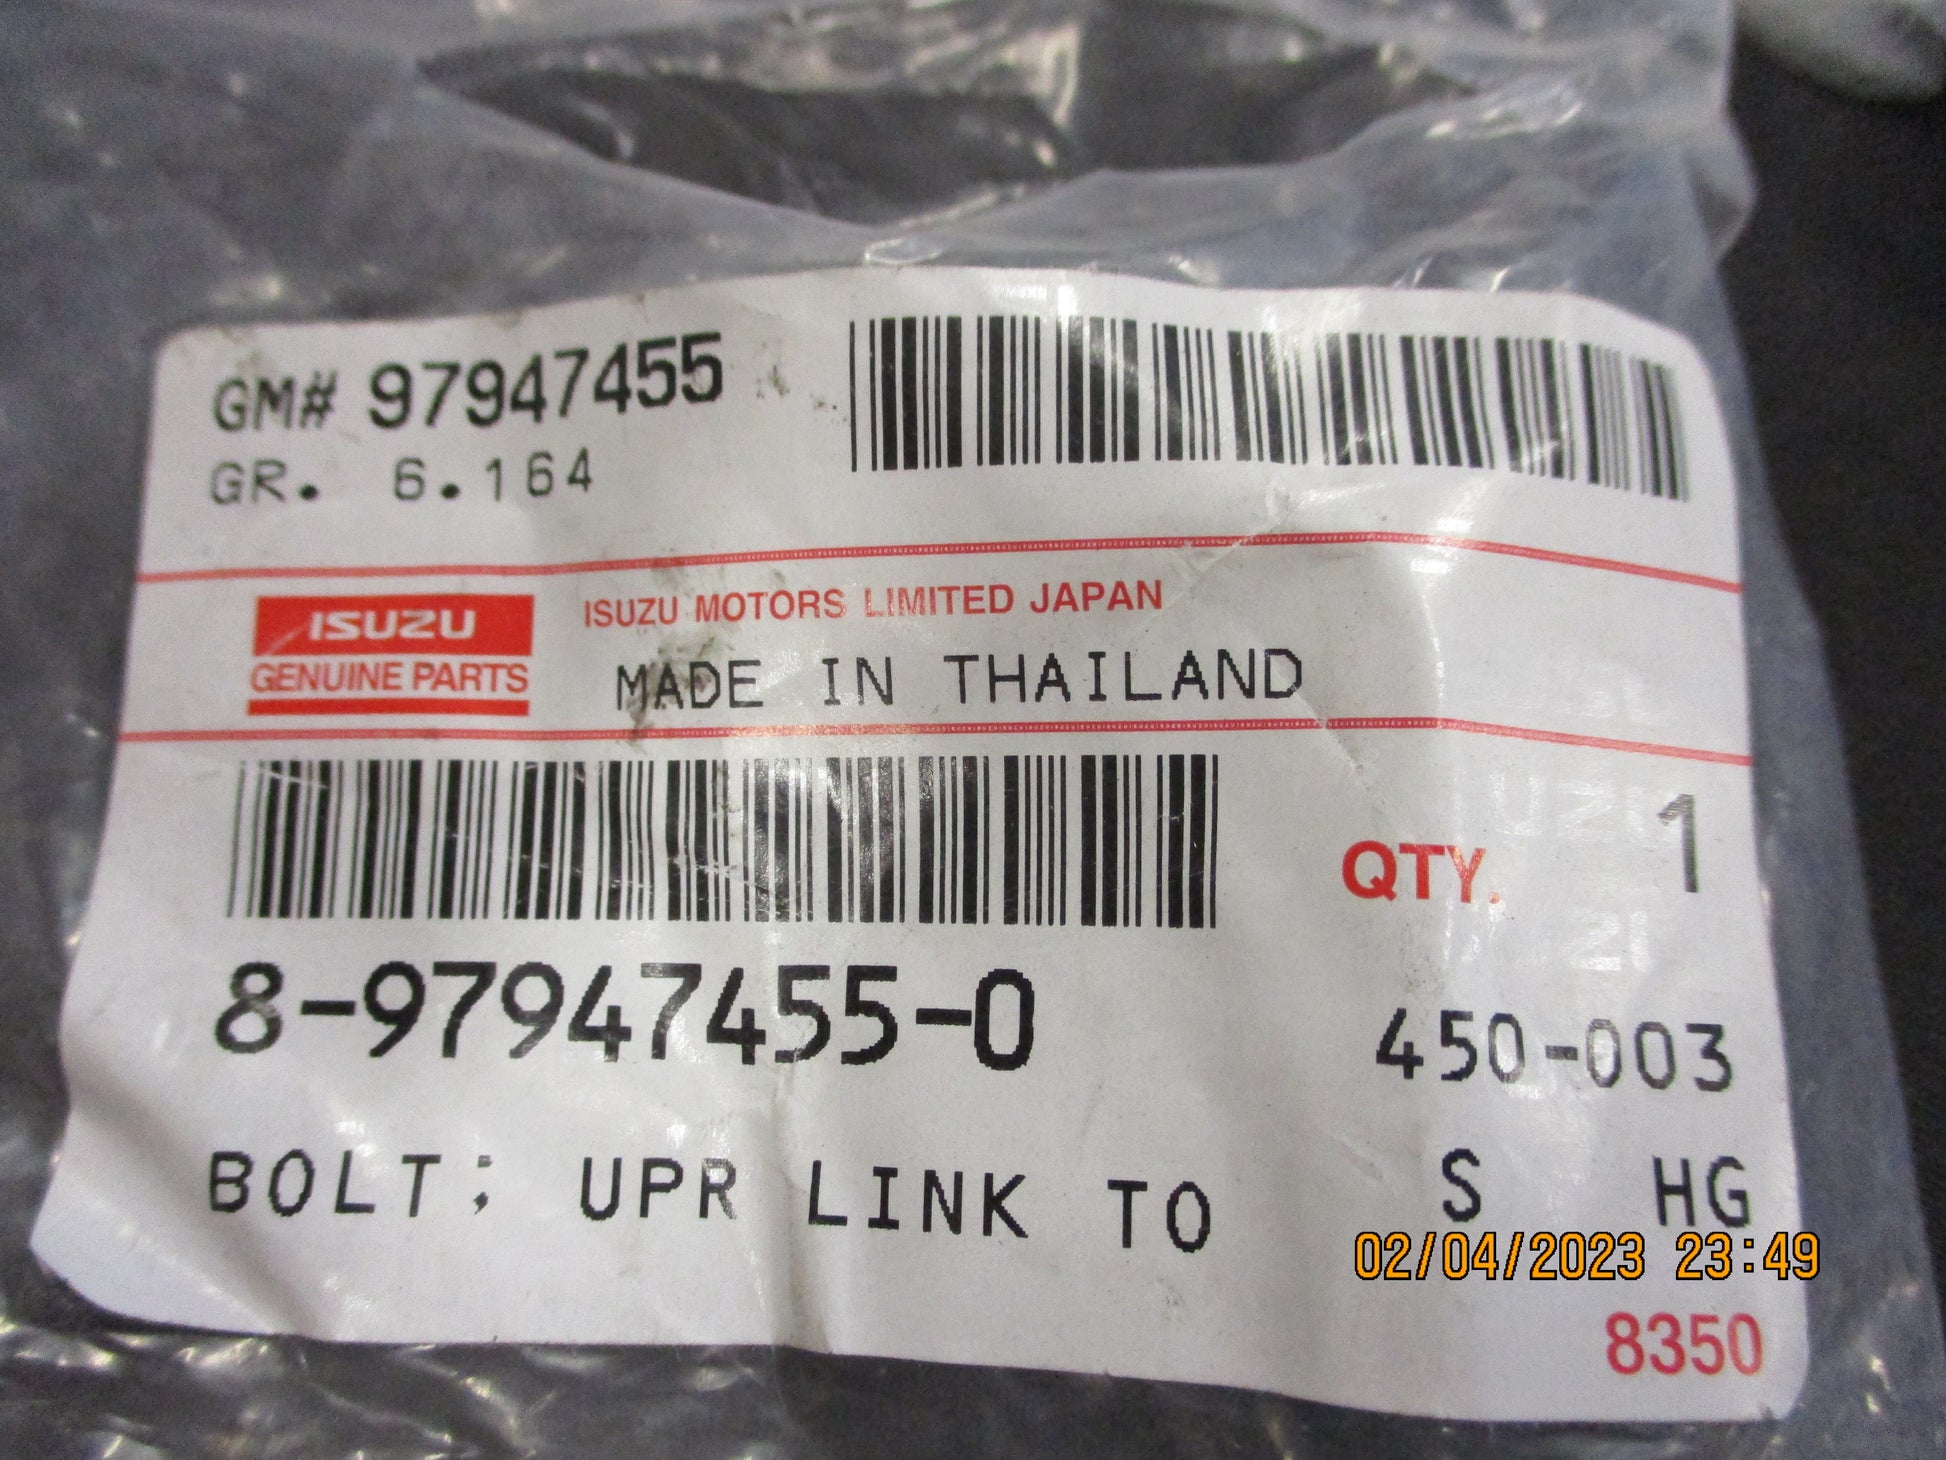 GM# 97947455
GR. 6.164
ISUZU
GENUINE PARTS
ISUZU MOTORS LIMITED JAPAN
MADE IN THAILAND
QTY. 1
8-97947455-0
450-003
BOLT; UPR LINK TO
S HG
02/04/2023 23:49
8350